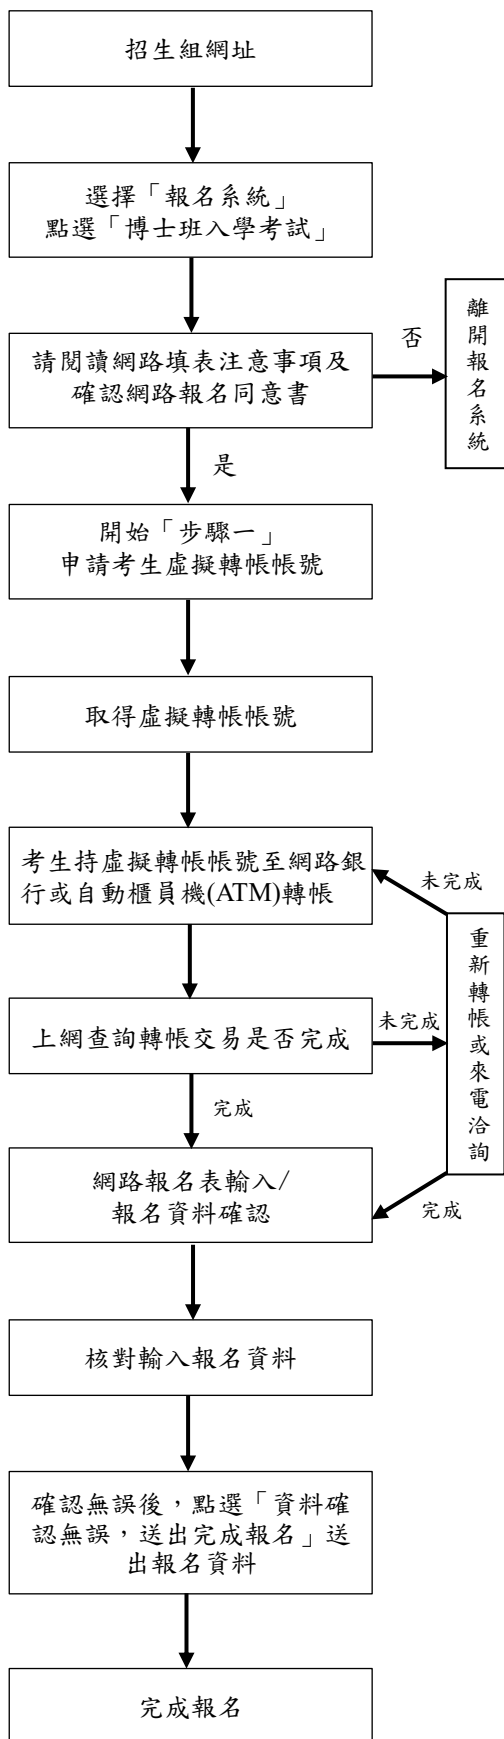 招生組網址
選擇「報名系統」
點選「博士班入學考試」
請閱讀網路填表注意事項及
確認網路報名同意書
否
離開報名系統
是
開始「步驟一」
申請考生虛擬轉帳帳號
取得虛擬轉帳帳號
考生持虛擬轉帳帳號至網路銀
行或自動櫃員機(ATM)轉帳
未完成
重新轉帳或來電洽詢
上網查詢轉帳交易是否完成
未完成
完成
網路報名表輸入/
報名資料確認
完成
核對輸入報名資料
確認無誤後，點選「資料確
認無誤，送出完成報名」送
出報名資料
完成報名